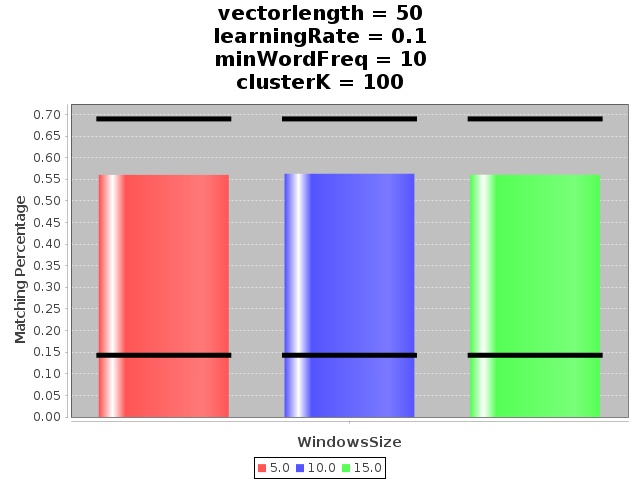 vectorlength = 50
learningRate = 0.1
minWordFreq = 10
clusterK = 100
0.70
0.65
0.60
0.55
0.50
0.45
0.40
0.35
0.30
0.25
0.20
0.15
0.10
0.05
0.00
Matching Percentage
WindowsSize
5.0 10.0 15.0